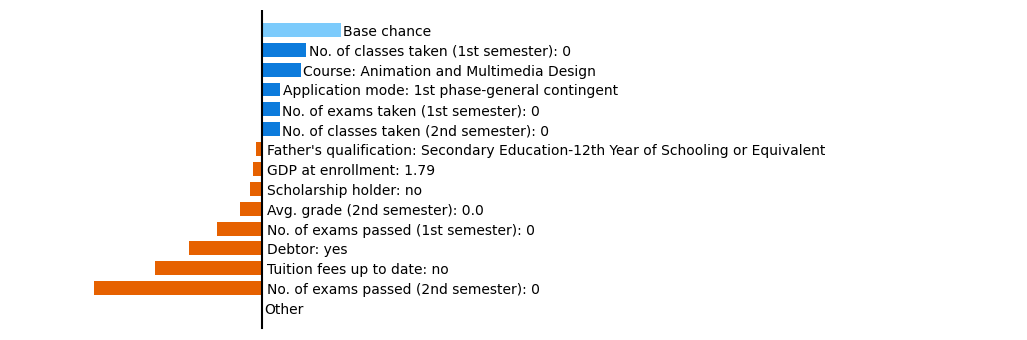 Base chance
No. of classes taken (1st semester): 0
Course: Animation and Multimedia Design
Application mode: 1st phase-general contingent
No. of exams taken (1st semester): 0
No. of classes taken (2nd semester): 0
Father's qualification: Secondary Education-12th Year of Schooling or Equivalent
GDP at enrollment: 1.79
Scholarship holder: no
Avg. grade (2nd semester): 0.0
No. of exams passed (1st semester): 0
Debtor: yes
Tuition fees up to date: no
No. of exams passed (2nd semester): 0
Other